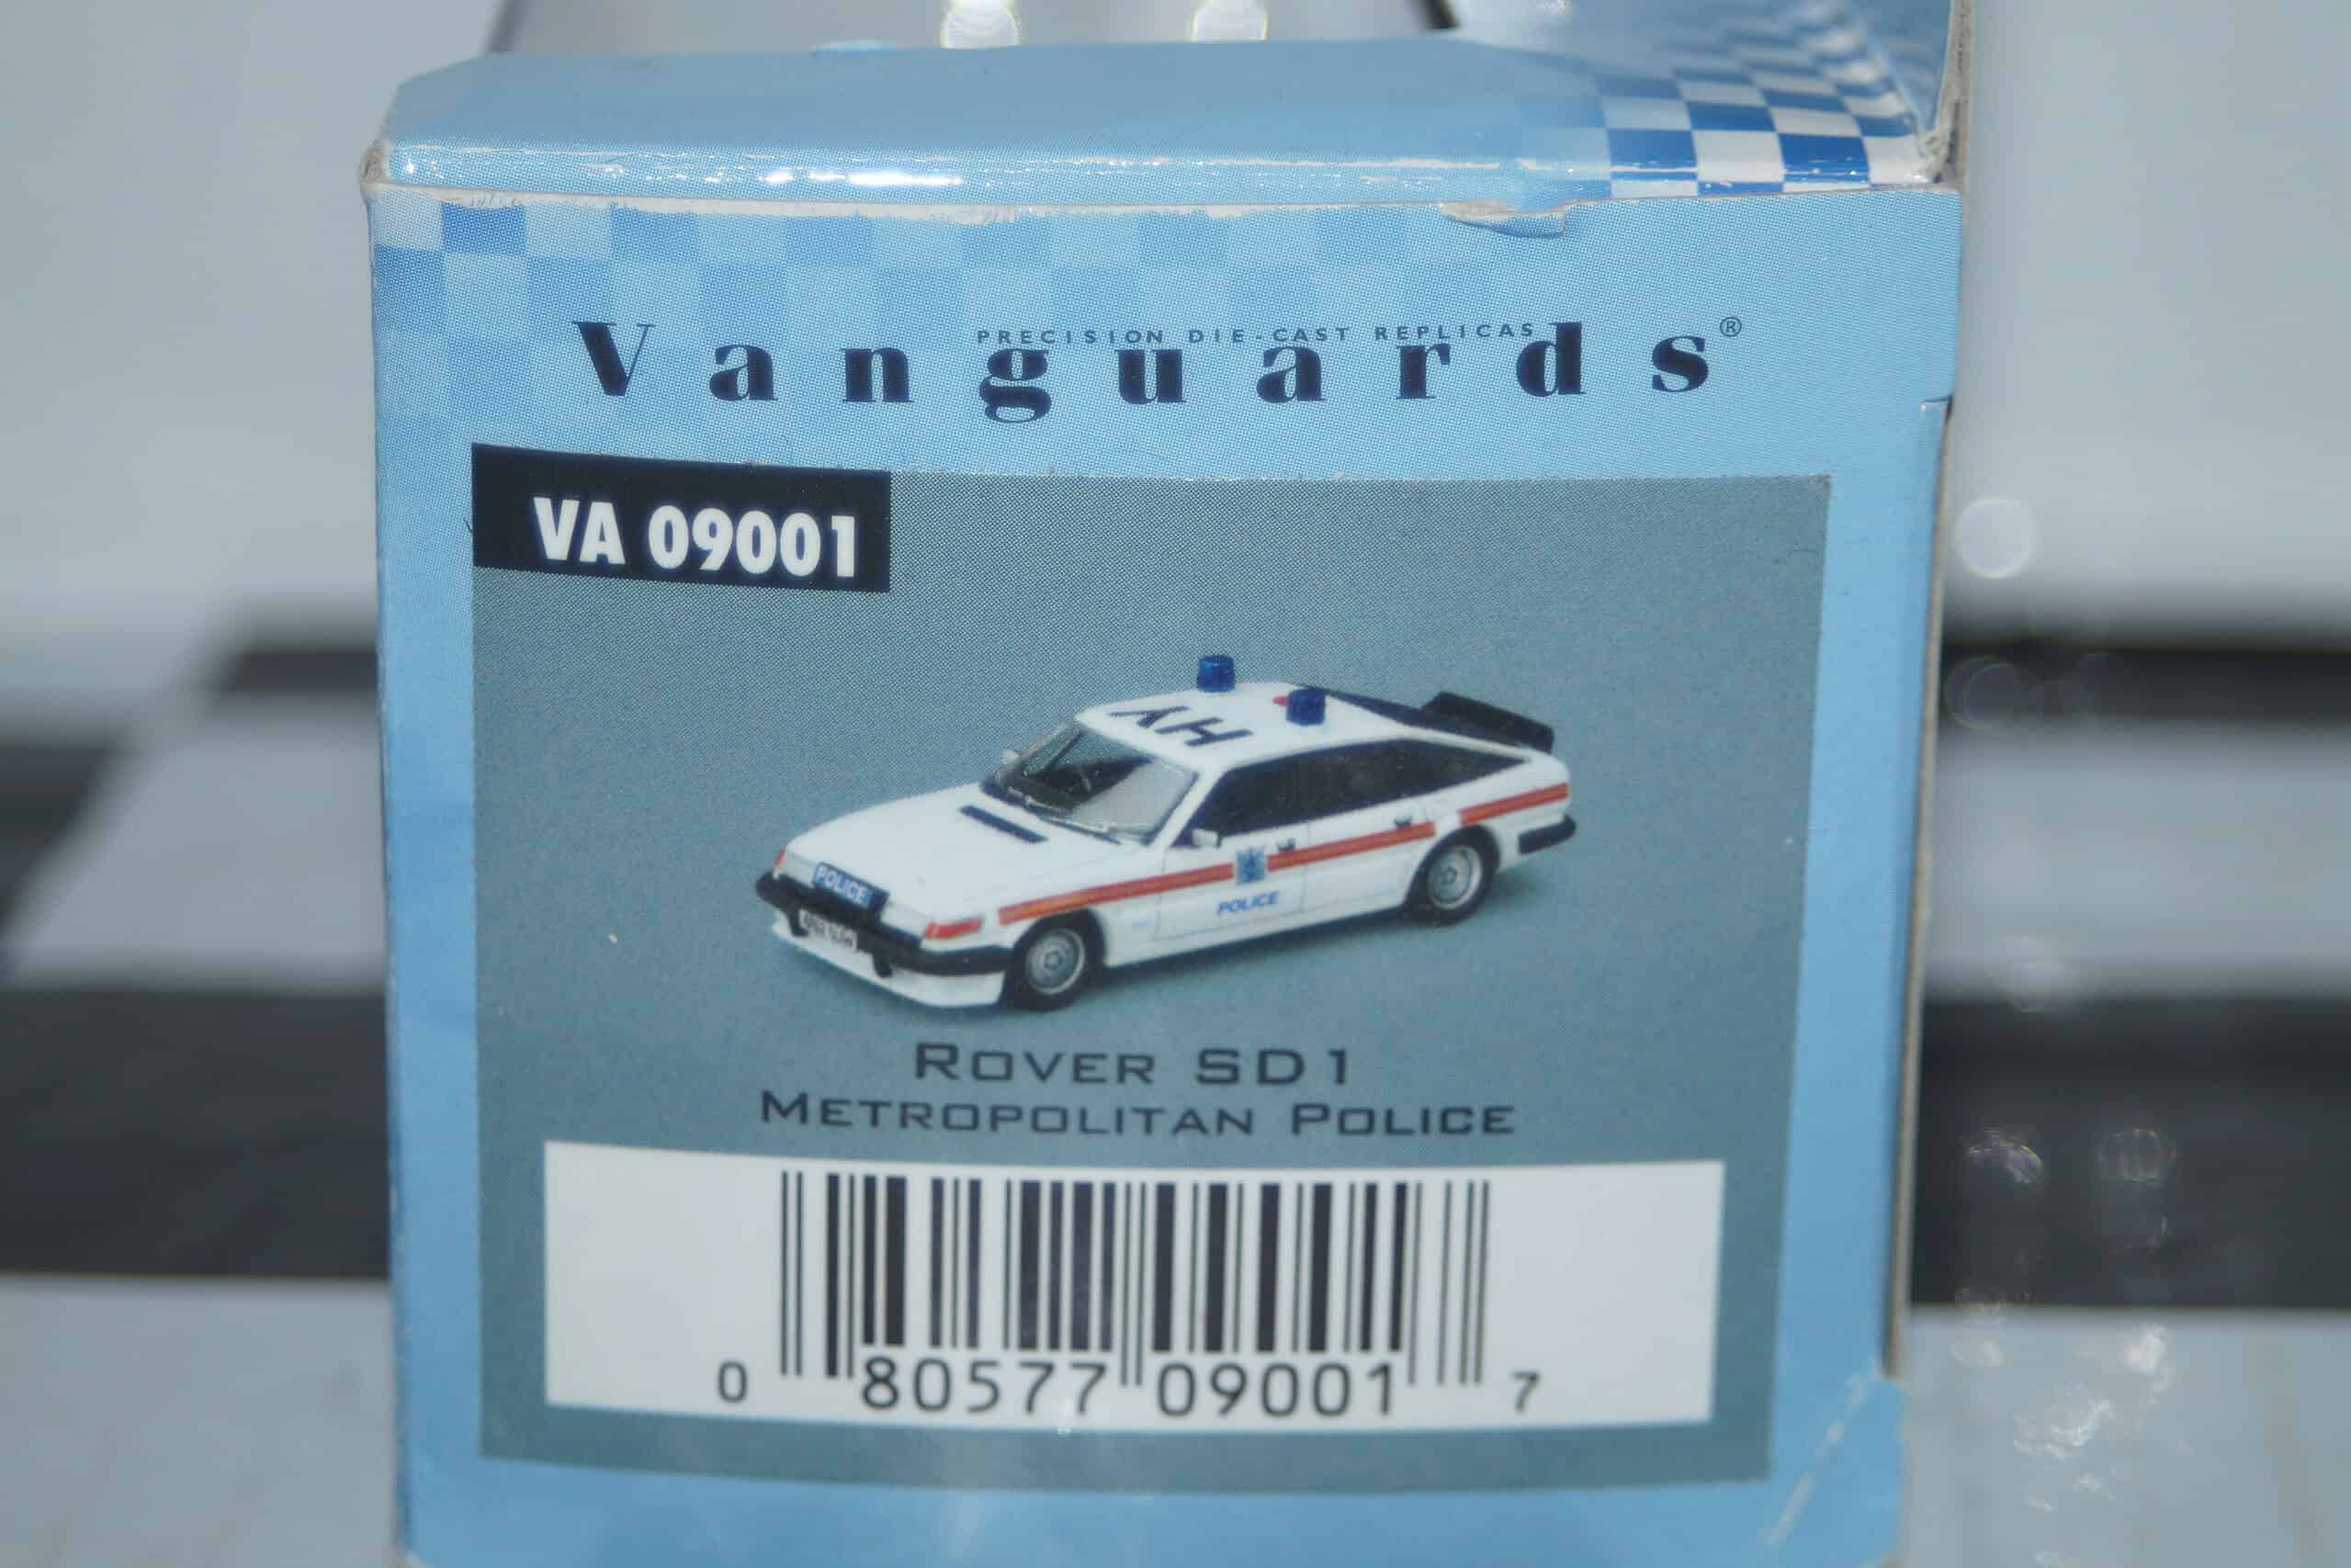 PRECISION DIE-CAST REPLICAS
Vanguards®
VA 09001
HY
POLICE
POLICE
ROVER SD1
METROPOLITAN POLICE
0 80577 09001 7